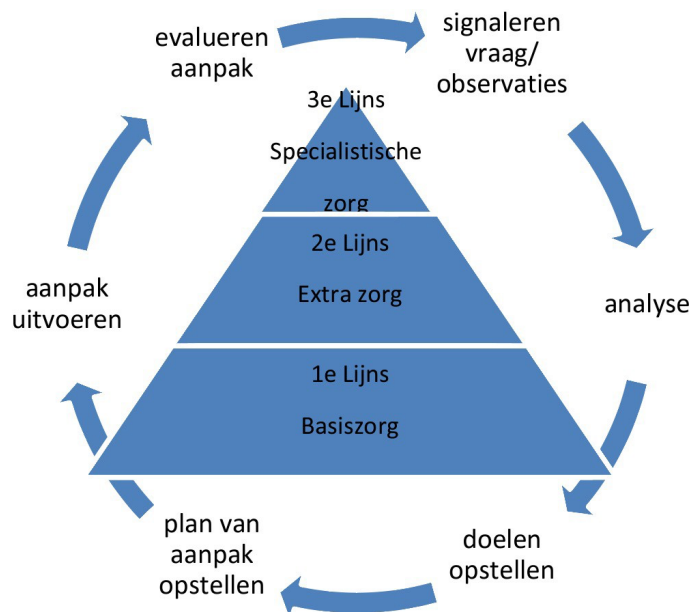 evalueren
aanpak
signaleren
vraag/
observaties
3e Lijns
Specialistische
zorg
2e Lijns
Extra zorg
1e Lijns
Basiszorg
analyse
doelen
opstellen
plan van
aanpak
opstellen
aanpak
uitvoeren